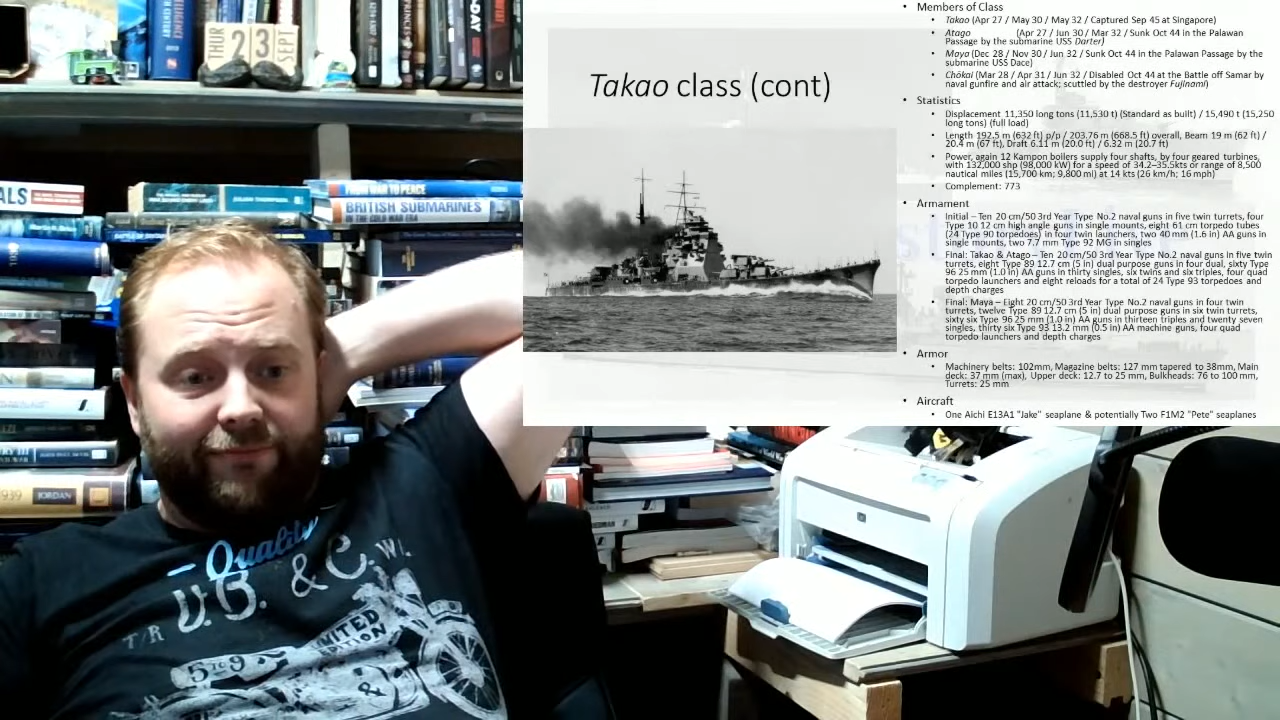 THUR 23 SEPT
FROM WAR TO PEACE
BRITISH SUBMARINES
IN THE COLD WAR ERA
JULIAN THOMPSON
1939
JORDAN
Quality
U.B. & C.
T/R
LIMITED
EDITION
5 TO 9
&
Takao class (cont)
• Members of Class
• Takao (Apr 27 / May 30 / May 32 / Captured Sep 45 at Singapore)
• Atago (Apr 27 / Jun 30 / Mar 32 / Sunk Oct 44 in the Palawan
Passage by the submarine USS Darter)
• Maya (Dec 28 / Nov 30 / Jun 32 / Sunk Oct 44 in the Palawan Passage by the
submarine USS Dace)
• Chōkai (Mar 28 / Apr 31 / Jun 32 / Disabled Oct 44 at the Battle off Samar by
naval gunfire and air attack; scuttled by the destroyer Fujinami)
• Statistics
• Displacement 11,350 long tons (11,530 t) (Standard as built) / 15,490 t (15,250
long tons) (full load)
• Length 192.5 m (632 ft) p/p / 203.76 m (668.5 ft) overall, Beam 19 m (62 ft) /
20.4 m (67 ft), Draft 6.11 m (20.0 ft) / 6.32 m (20.7 ft)
• Power, again 12 Kampon boilers supply four shafts, by four geared turbines,
with 132,000 shp (98,000 kW) for a speed of 34.2–35.5kts or range of 8,500
nautical miles (15,700 km; 9,800 mi) at 14 kts (26 km/h; 16 mph)
• Complement: 773
• Armament
• Initial – Ten 20 cm/50 3rd Year Type No.2 naval guns in five twin turrets, four
Type 10 12 cm high angle guns in single mounts, eight 61 cm torpedo tubes
(24 Type 90 torpedoes) in four twin launchers, two 40 mm (1.6 in) AA guns in
single mounts, two 7.7 mm Type 92 MG in singles
• Final: Takao & Atago – Ten 20 cm/50 3rd Year Type No.2 naval guns in five twin
turrets, eight Type 89 12.7 cm (5 in) dual purpose guns in four dual, sixty Type
96 25 mm (1.0 in) AA guns in thirty singles, six twins and six triples, four quad
torpedo launchers and eight reloads for a total of 24 Type 93 torpedoes and
depth charges
• Final: Maya – Eight 20 cm/50 3rd Year Type No.2 naval guns in four twin
turrets, twelve Type 89 12.7 cm (5 in) dual purpose guns in six twin turrets,
sixty six Type 96 25 mm (1.0 in) AA guns in thirteen triples and twenty seven
singles, thirty six Type 93 13.2 mm (0.5 in) AA machine guns, four quad
torpedo launchers and depth charges
• Armor
• Machinery belts: 102mm, Magazine belts: 127 mm tapered to 38mm, Main
deck: 37 mm (max), Upper deck: 12.7 to 25 mm, Bulkheads: 76 to 100 mm,
Turrets: 25 mm
• Aircraft
• One Aichi E13A1 "Jake" seaplane & potentially Two F1M2 "Pete" seaplanes